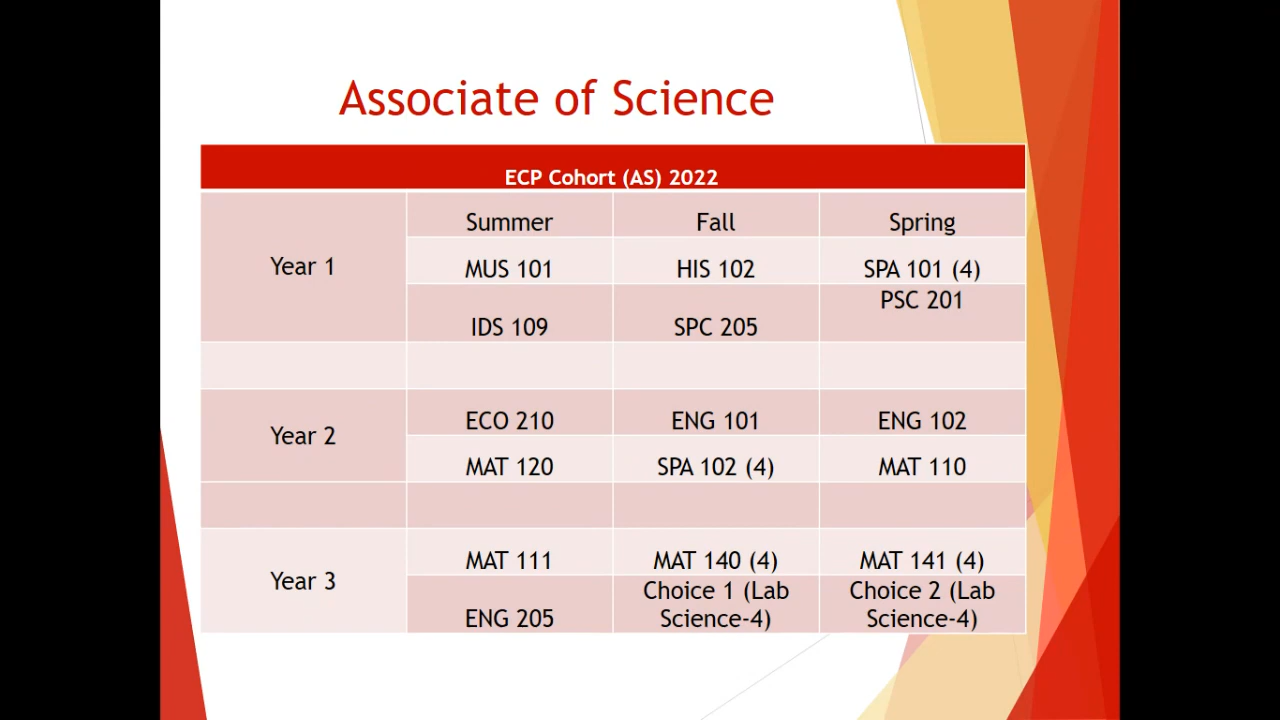 Associate of Science
ECP Cohort (AS) 2022
Year 1
Summer
Fall
Spring
MUS 101
HIS 102
SPA 101 (4)
IDS 109
SPC 205
PSC 201
Year 2
ECO 210
ENG 101
ENG 102
MAT 120
SPA 102 (4)
MAT 110
Year 3
MAT 111
MAT 140 (4)
MAT 141 (4)
ENG 205
Choice 1 (Lab
Science-4)
Choice 2 (Lab
Science-4)